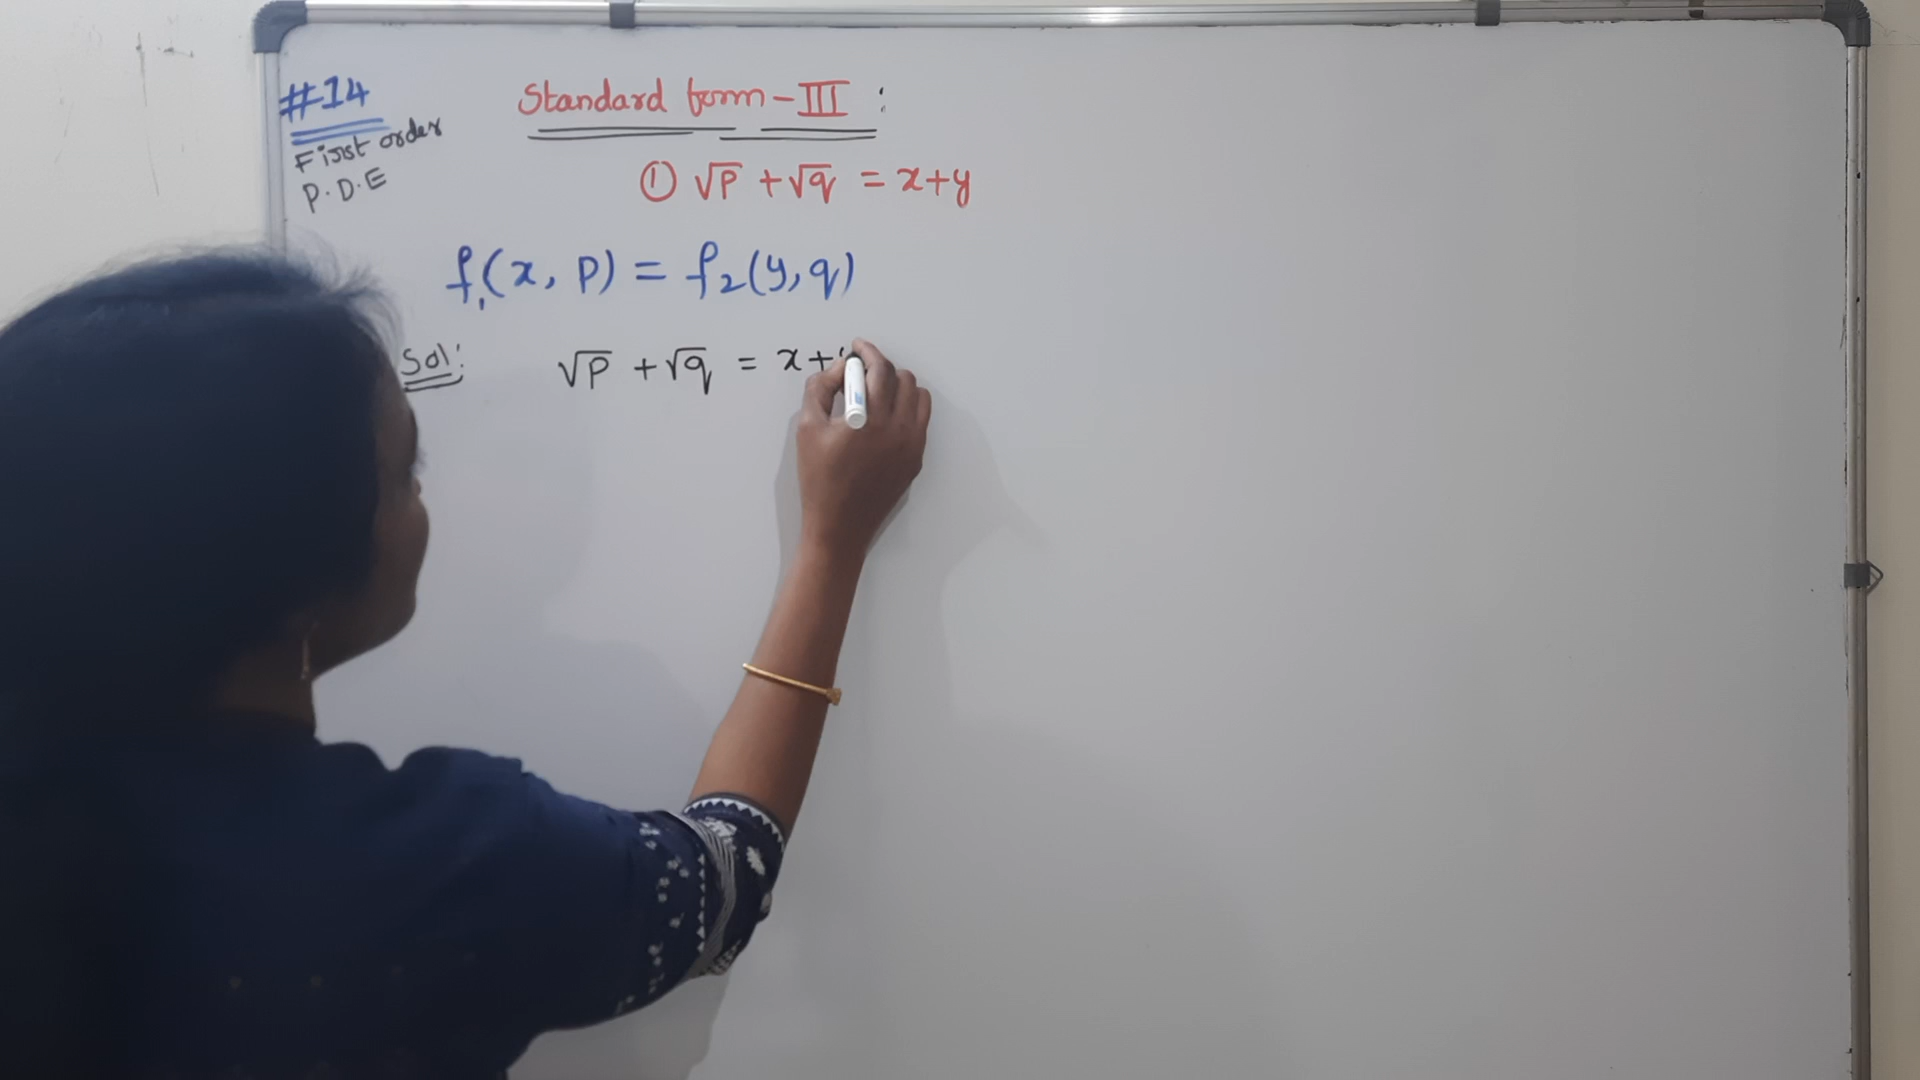 #14
First order
P.D.E
Standard form-III :
① √p + √q = x+y
f₁(x, p) = f₂(y, q)
Sol:
√p + √q = x+